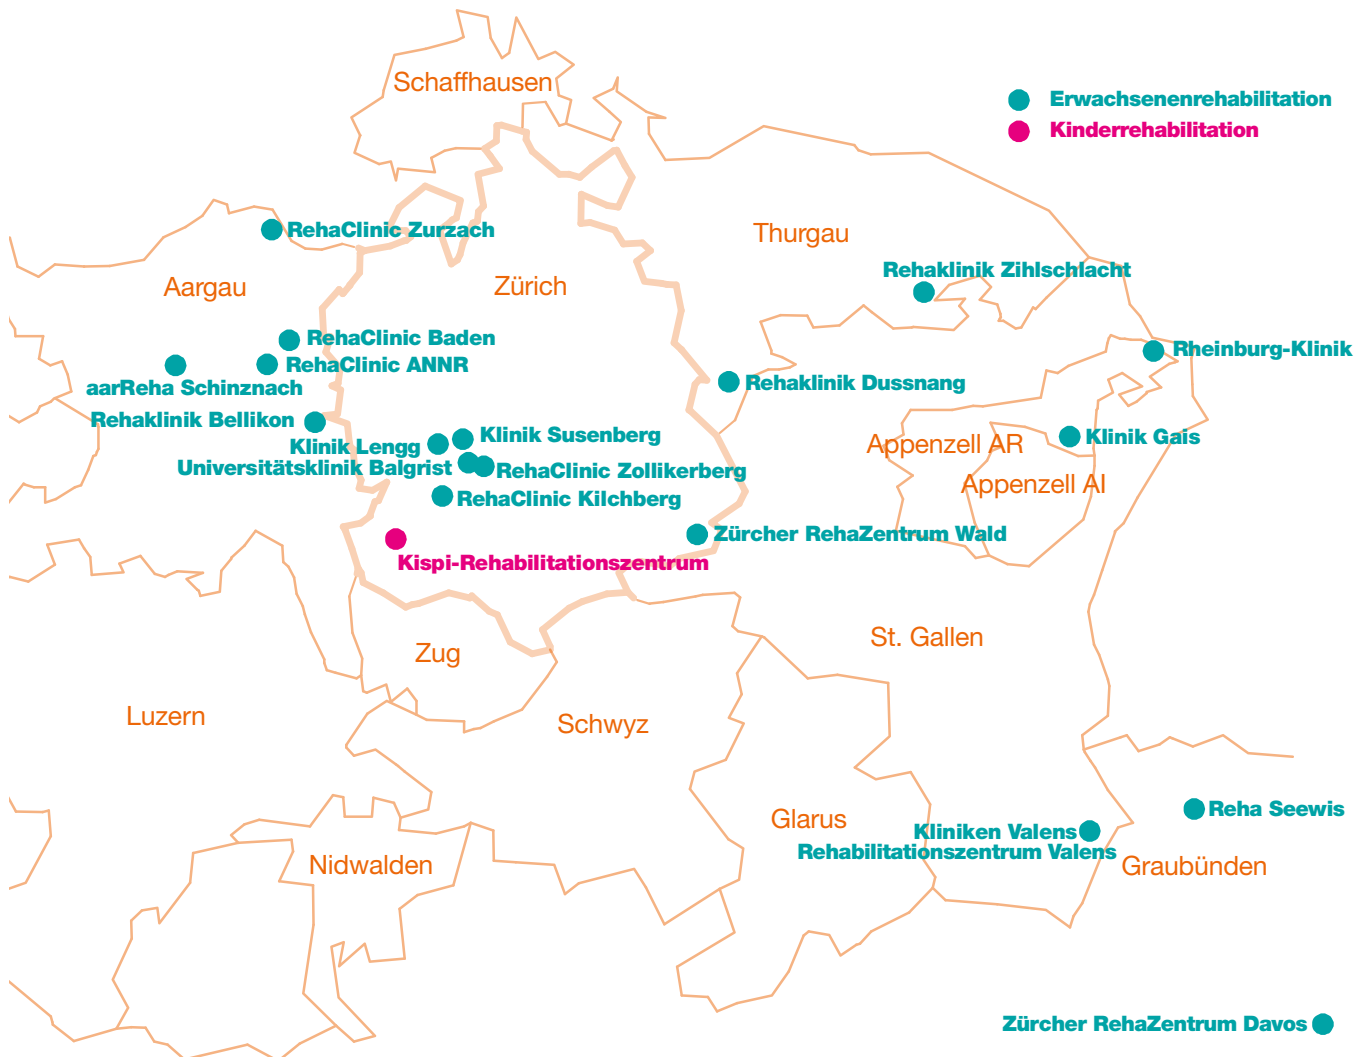 Schaffhausen
Erwachsenenrehabilitation
Kinderrehabilitation
RehaClinic Zurzach
Thurgau
Rehaklinik Zihlschlacht
Aargau
Zürich
RehaClinic Baden
Rheinburg-Klinik
RehaClinic ANNR
aarReha Schinznach
Rehaklinik Dussnang
Rehaklinik Bellikon
Klinik Susenberg
Klinik Lengg
Appenzell AR
Klinik Gais
Universitätsklinik Balgrist
RehaClinic Zollikerberg
Appenzell AI
RehaClinic Kilchberg
Zürcher RehaZentrum Wald
Kispi-Rehabilitationszentrum
St. Gallen
Zug
Luzern
Schwyz
Reha Seewis
Glarus
Kliniken Valens
Rehabilitationszentrum Valens
Nidwalden
Graubünden
Zürcher RehaZentrum Davos